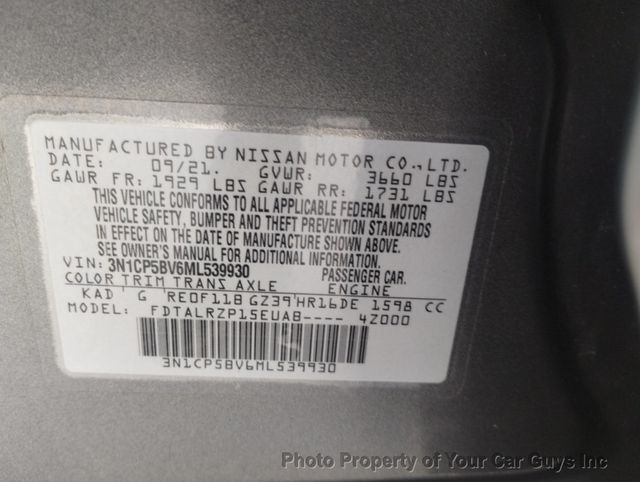 MANUFACTURED BY NISSAN MOTOR CO.,LTD.
DATE: 09/21. GVWR: 3660 LBS
GAWR FR: 1929 LBS GAWR RR: 1731 LBS
THIS VEHICLE CONFORMS TO ALL APPLICABLE FEDERAL MOTOR
VEHICLE SAFETY, BUMPER AND THEFT PREVENTION STANDARDS
IN EFFECT ON THE DATE OF MANUFACTURE SHOWN ABOVE.
SEE OWNER'S MANUAL FOR ADDITIONAL INFORMATION.
VIN: 3N1CP5BV6ML539930 PASSENGER CAR.
COLOR TRIM TRANS AXLE ENGINE
KAD G RE0F11B GZ39 HR16DE 1598 CC
MODEL: FDTALRZP15EUAB---- 4Z000
3N1CP5BV6ML539930
Photo Property of Your Car Guys Inc